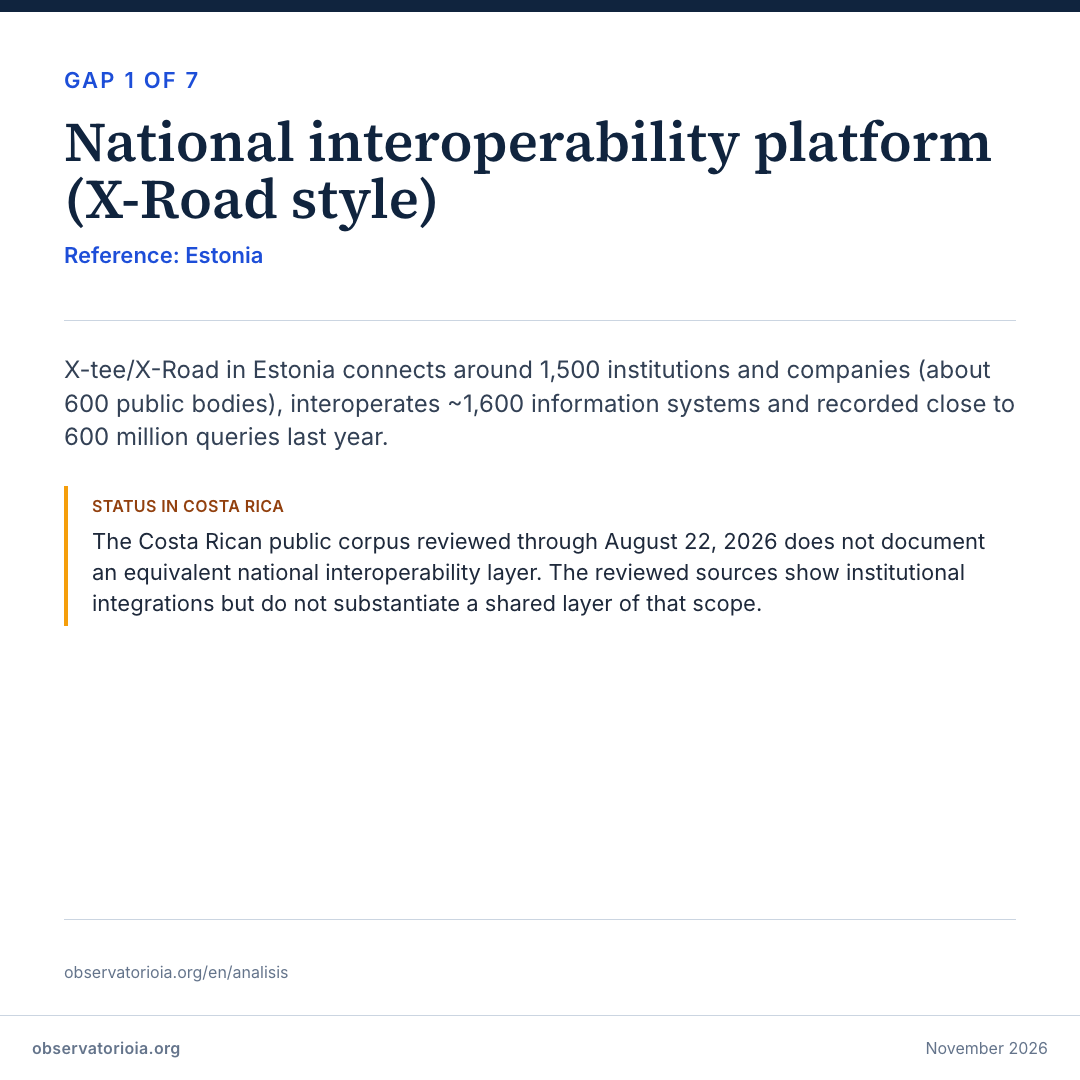 GAP 1 OF 7
National interoperability platform
(X-Road style)
Reference: Estonia
X-tee/X-Road in Estonia connects around 1,500 institutions and companies (about
600 public bodies), interoperates ~1,600 information systems and recorded close to
600 million queries last year.
STATUS IN COSTA RICA
The Costa Rican public corpus reviewed through August 22, 2026 does not document
an equivalent national interoperability layer. The reviewed sources show institutional
integrations but do not substantiate a shared layer of that scope.
observatorioia.org/en/analisis
observatorioia.org
November 2026